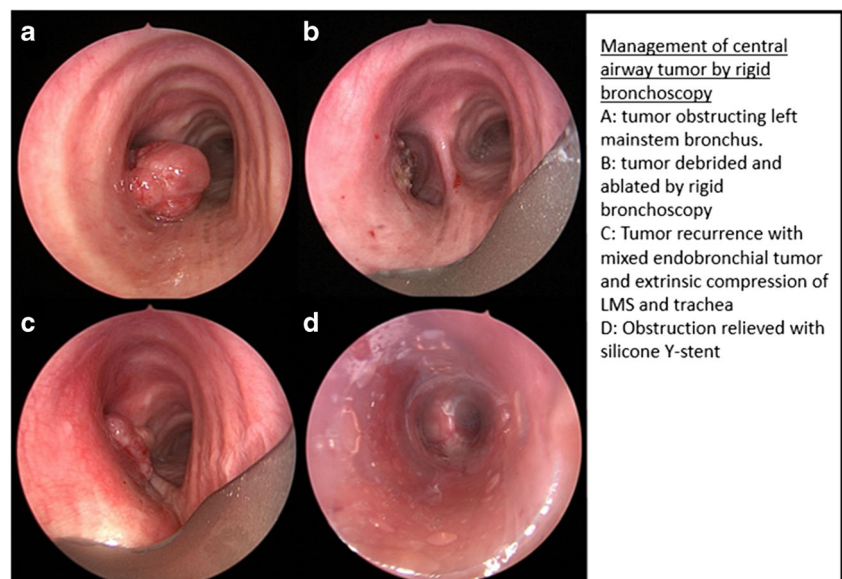 a
b
c
d
Management of central
airway tumor by rigid
bronchoscopy
A: tumor obstructing left
mainstem bronchus.
B: tumor debrided and
ablated by rigid
bronchoscopy
C: Tumor recurrence with
mixed endobronchial tumor
and extrinsic compression of
LMS and trachea
D: Obstruction relieved with
silicone Y-stent